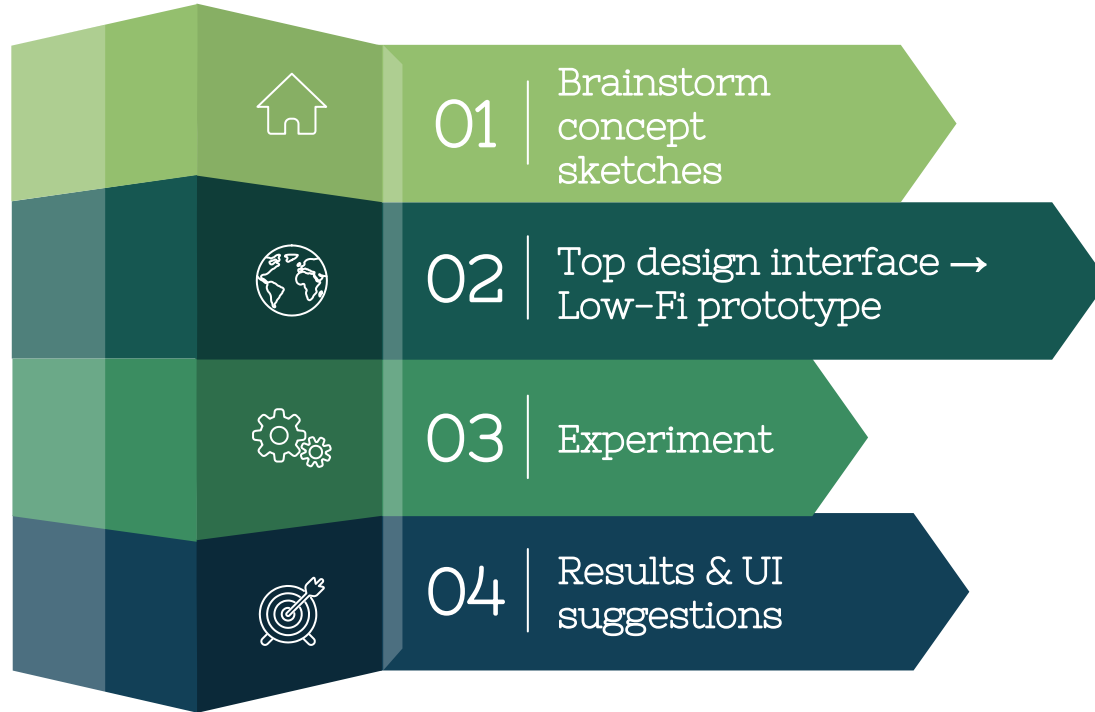 01
Brainstorm
concept
sketches
02
Top design interface →
Low-Fi prototype
03
Experiment
04
Results & UI
suggestions